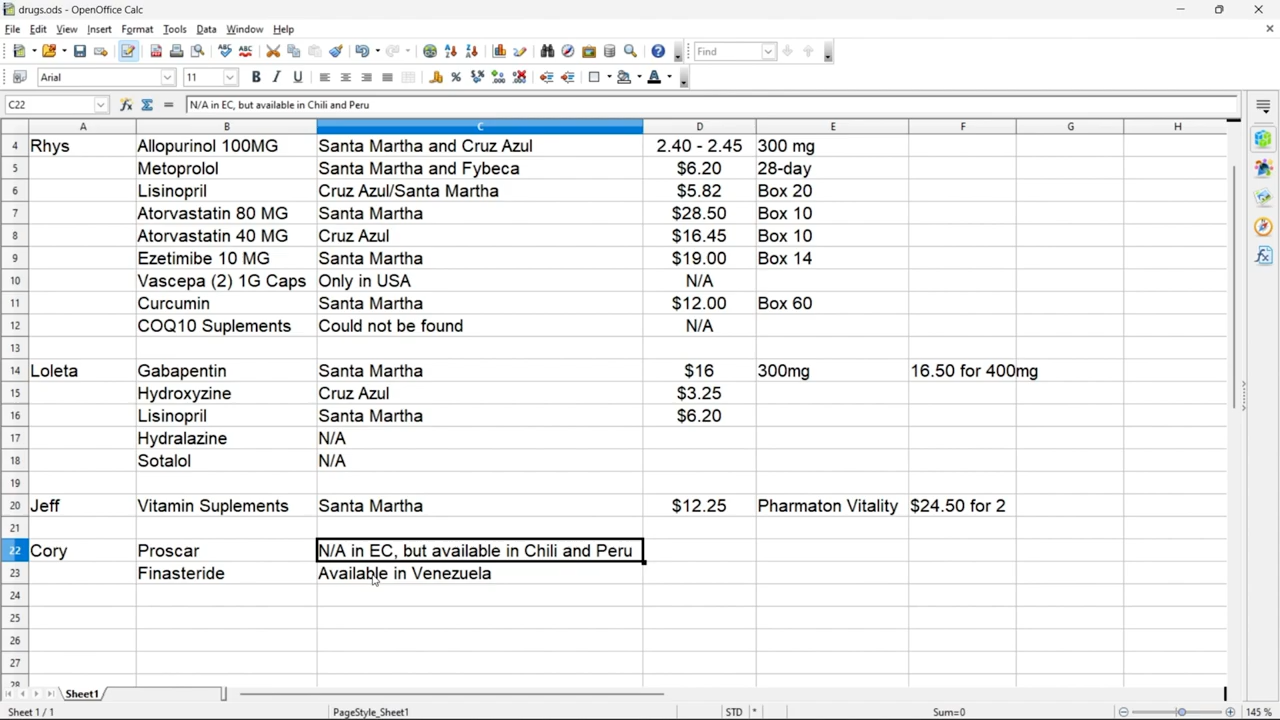 drugs.ods - OpenOffice Calc
File Edit View Insert Format Tools Data Window Help
Find
Arial 11
C22 N/A in EC, but available in Chili and Peru
A B C D E F G H
4 Rhys Allopurinol 100MG Santa Martha and Cruz Azul 2.40 - 2.45 300 mg
5 Metoprolol Santa Martha and Fybeca $6.20 28-day
6 Lisinopril Cruz Azul/Santa Martha $5.82 Box 20
7 Atorvastatin 80 MG Santa Martha $28.50 Box 10
8 Atorvastatin 40 MG Cruz Azul $16.45 Box 10
9 Ezetimibe 10 MG Santa Martha $19.00 Box 14
10 Vascepa (2) 1G Caps Only in USA N/A
11 Curcumin Santa Martha $12.00 Box 60
12 COQ10 Suplements Could not be found N/A
13
14 Loleta Gabapentin Santa Martha $16 300mg 16.50 for 400mg
15 Hydroxyzine Cruz Azul $3.25
16 Lisinopril Santa Martha $6.20
17 Hydralazine N/A
18 Sotalol N/A
19
20 Jeff Vitamin Suplements Santa Martha $12.25 Pharmaton Vitality $24.50 for 2
21
22 Cory Proscar N/A in EC, but available in Chili and Peru
23 Finasteride Available in Venezuela
24
25
26
27
28
Sheet1
Sheet 1 / 1 PageStyle_Sheet1 STD * Sum=0 145 %